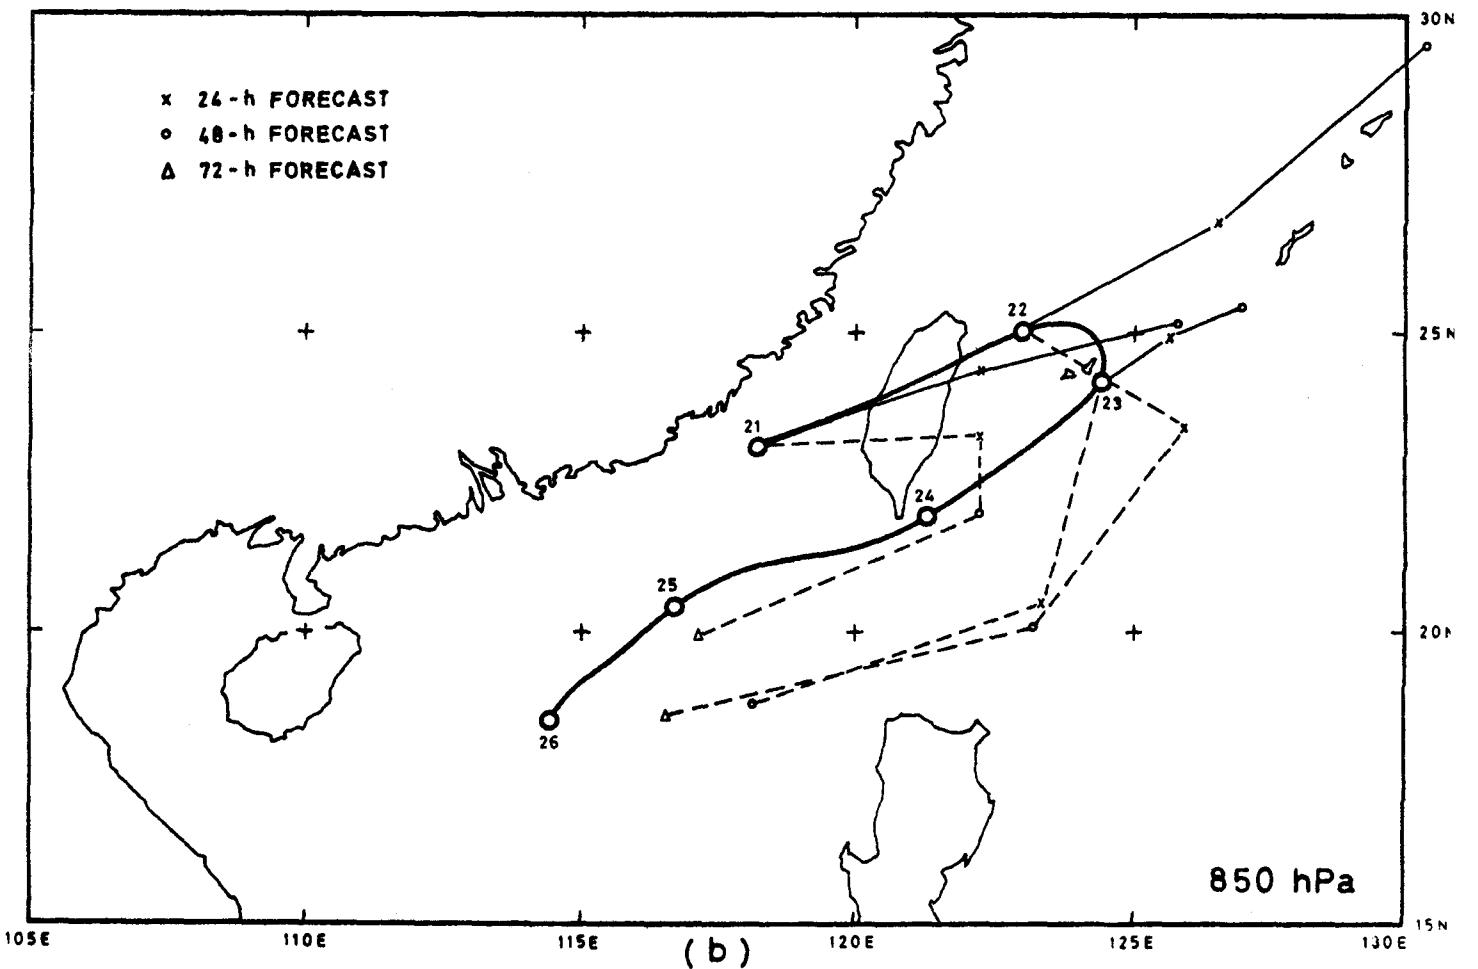 30N
x 24-h FORECAST
o 48-h FORECAST
Δ 72-h FORECAST
22
25N
23
21
24
25
20N
26
850 hPa
15N
105E 110E 115E 120E 125E 130E
(b)